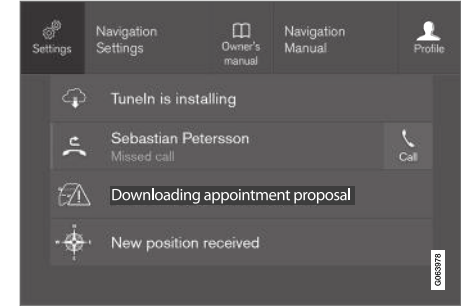 Settings
Navigation
Settings
Owner's
manual
Navigation
Manual
Profile
TuneIn is installing
Sebastian Petersson
Missed call
Call
Downloading appointment proposal
New position received
G063978